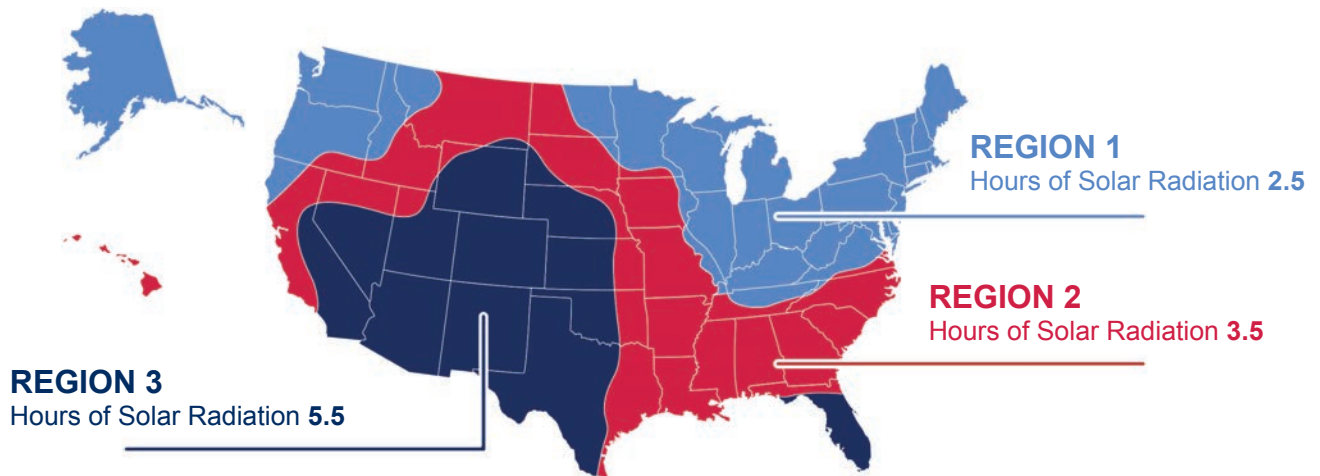 REGION 1
Hours of Solar Radiation 2.5
REGION 2
Hours of Solar Radiation 3.5
REGION 3
Hours of Solar Radiation 5.5